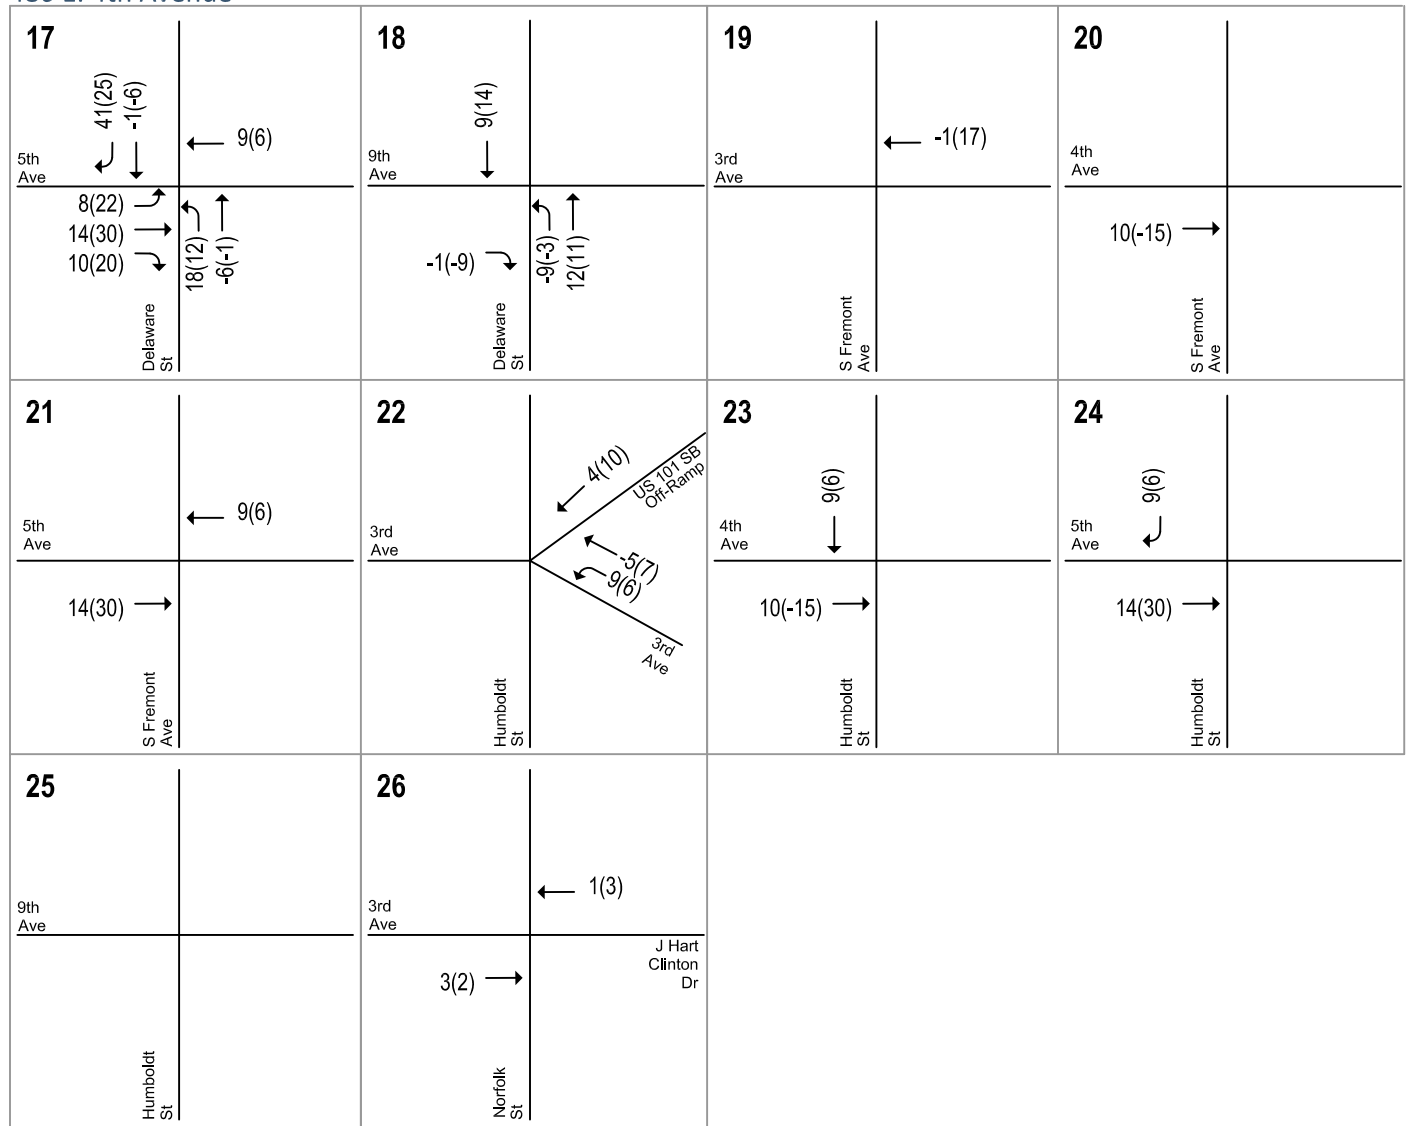 17
41(25)
-1(-6)
9(6)
5th
Ave
8(22)
14(30)
10(20)
18(12)
-6(-1)
Delaware
St
18
9(14)
9th
Ave
-1(-9)
-9(-3)
12(11)
Delaware
St
19
-1(17)
3rd
Ave
S Fremont
Ave
20
4th
Ave
10(-15)
S Fremont
Ave
21
9(6)
5th
Ave
14(30)
S Fremont
Ave
22
4(10)
US 101 SB
Off-Ramp
3rd
Ave
-5(7)
9(6)
3rd
Ave
Humboldt
St
23
9(6)
4th
Ave
10(-15)
Humboldt
St
24
9(6)
5th
Ave
14(30)
Humboldt
St
25
9th
Ave
Humboldt
St
26
1(3)
3rd
Ave
J Hart
Clinton
Dr
3(2)
Norfolk
St